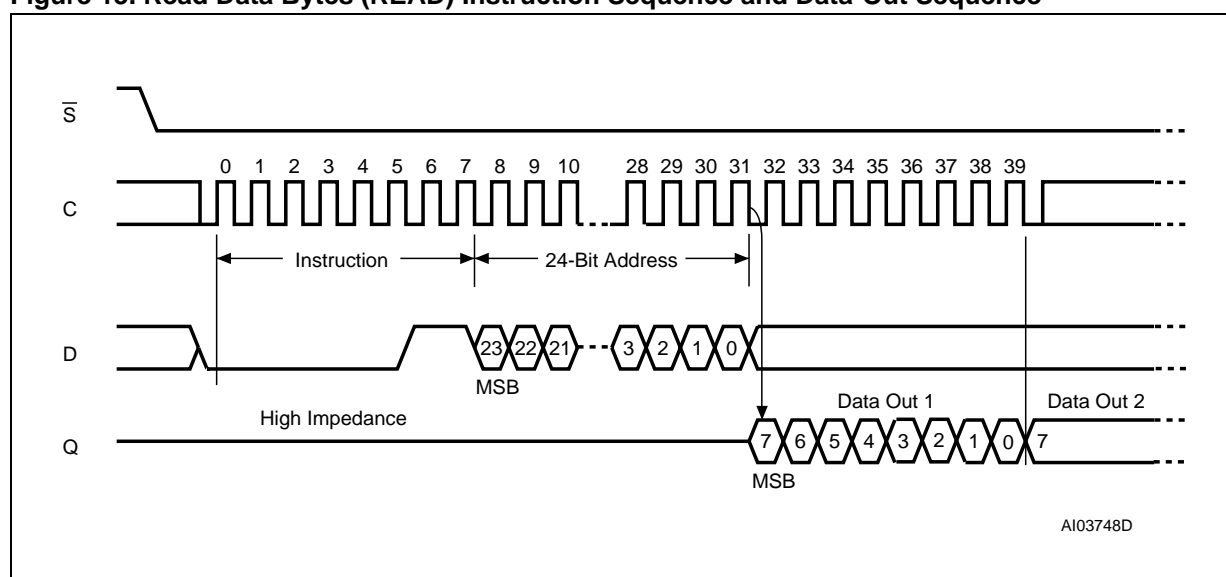 Figure 13. Read Data Bytes (READ) Instruction Sequence and Data-Out Sequence
S
0 1 2 3 4 5 6 7 8 9 10 28 29 30 31 32 33 34 35 36 37 38 39
C
Instruction 24-Bit Address
D 23 22 21 3 2 1 0
MSB
High Impedance Data Out 1 Data Out 2
Q 7 6 5 4 3 2 1 0 7
MSB
AI03748D